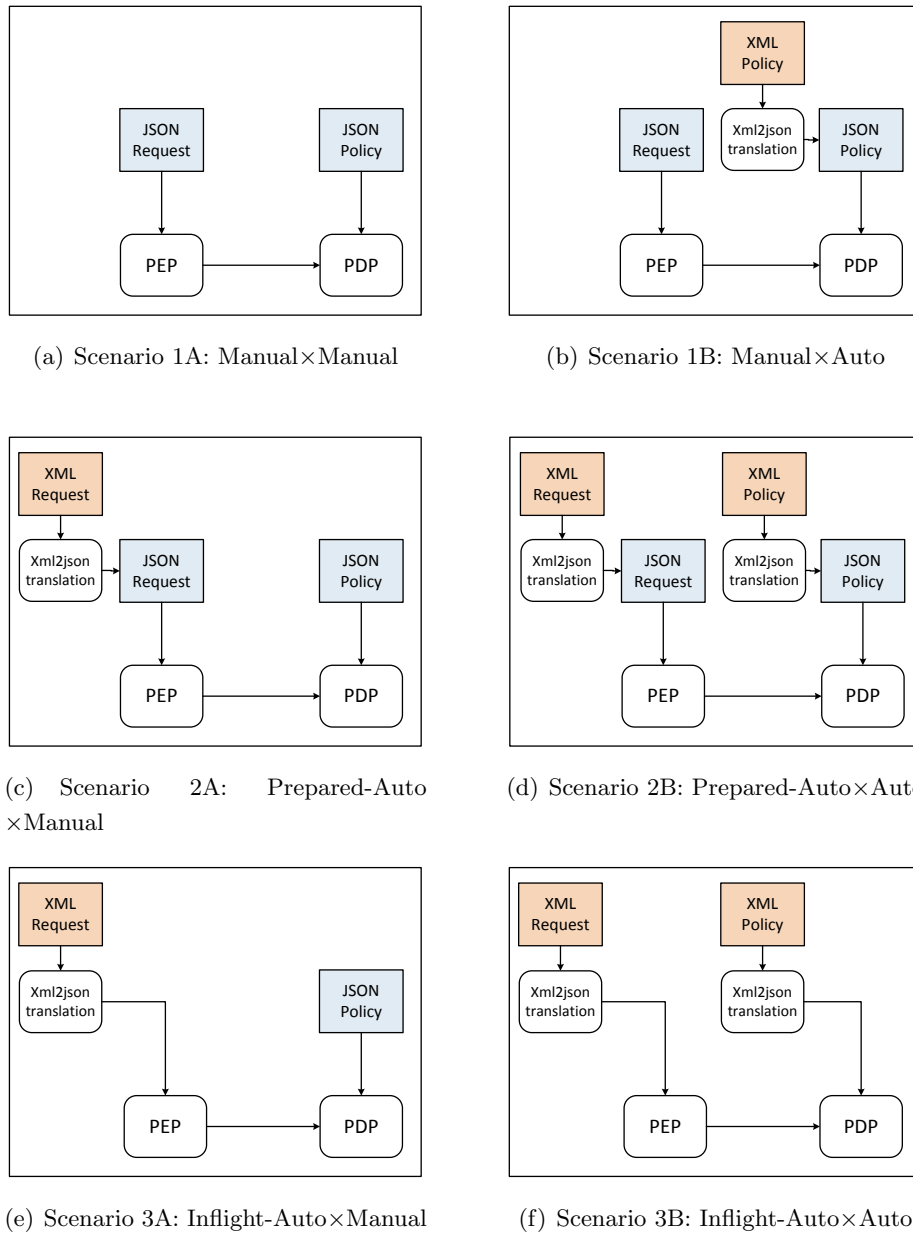 JSON
Request
JSON
Policy
PEP
PDP
(a) Scenario 1A: Manual×Manual
XML
Policy
JSON
Request
Xml2json
translation
JSON
Policy
PEP
PDP
(b) Scenario 1B: Manual×Auto
XML
Request
Xml2json
translation
JSON
Request
JSON
Policy
PEP
PDP
(c) Scenario 2A: Prepared-Auto
×Manual
XML
Request
XML
Policy
Xml2json
translation
JSON
Request
Xml2json
translation
JSON
Policy
PEP
PDP
(d) Scenario 2B: Prepared-Auto×Aut
XML
Request
Xml2json
translation
JSON
Policy
PEP
PDP
(e) Scenario 3A: Inflight-Auto×Manual
XML
Request
XML
Policy
Xml2json
translation
Xml2json
translation
PEP
PDP
(f) Scenario 3B: Inflight-Auto×Auto